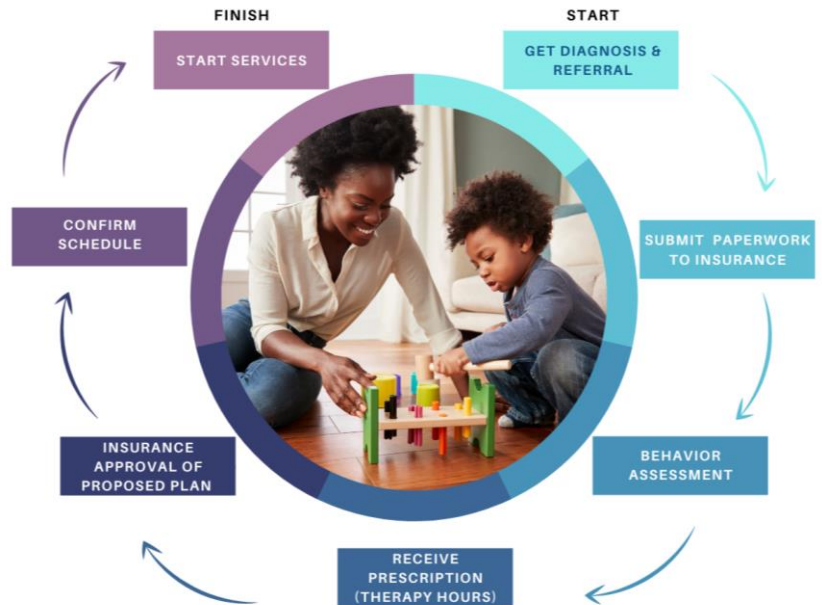 FINISH
START
START SERVICES
GET DIAGNOSIS &
REFERRAL
CONFIRM
SCHEDULE
SUBMIT PAPERWORK
TO INSURANCE
INSURANCE
APPROVAL OF
PROPOSED PLAN
BEHAVIOR
ASSESSMENT
RECEIVE
PRESCRIPTION
(THERAPY HOURS)